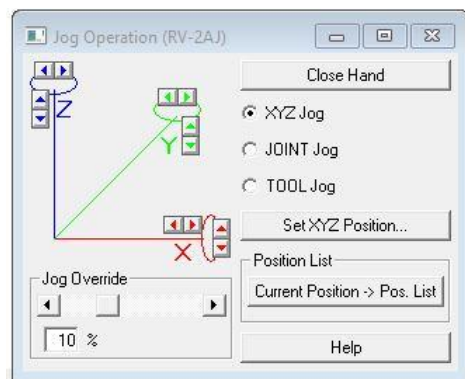 Jog Operation (RV-2AJ)
Close Hand
Z
Y
X
XYZ Jog
JOINT Jog
TOOL Jog
Set XYZ Position...
Jog Override
10 %
Position List
Current Position -> Pos. List
Help